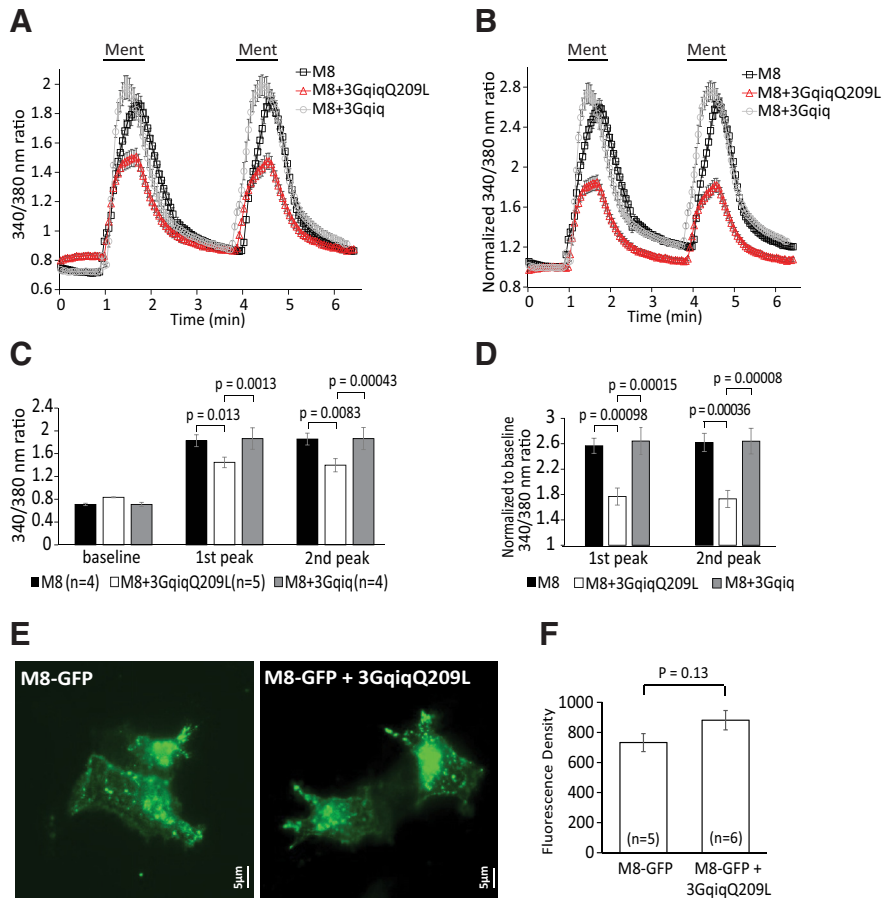 A
Ment
Ment
M8
M8+3GqiqQ209L
M8+3Gqiq
340/380 nm ratio
2
1.8
1.6
1.4
1.2
1
0.8
0.6
0
1
2
3
4
5
6
Time (min)
B
Ment
Ment
M8
M8+3GqiqQ209L
M8+3Gqiq
Normalized 340/380 nm ratio
2.8
2.4
2.0
1.6
1.2
0.8
0
1
2
3
4
5
6
Time (min)
C
p = 0.0013
p = 0.00043
p = 0.013
p = 0.0083
340/380 nm ratio
2.4
2
1.6
1.2
0.8
0.4
0
baseline
1st peak
2nd peak
M8 (n=4)
M8+3GqiqQ209L(n=5)
M8+3Gqiq(n=4)
D
p = 0.00015
p = 0.00008
p = 0.00098
p = 0.00036
Normalized to baseline
340/380 nm ratio
3
2.6
2.2
1.8
1.4
1
1st peak
2nd peak
M8
M8+3GqiqQ209L
M8+3Gqiq
E
M8-GFP
5μm
M8-GFP + 3GqiqQ209L
5μm
F
P = 0.13
Fluorescence Density
1000
800
600
400
200
0
(n=5)
(n=6)
M8-GFP
M8-GFP +
3GqiqQ209L